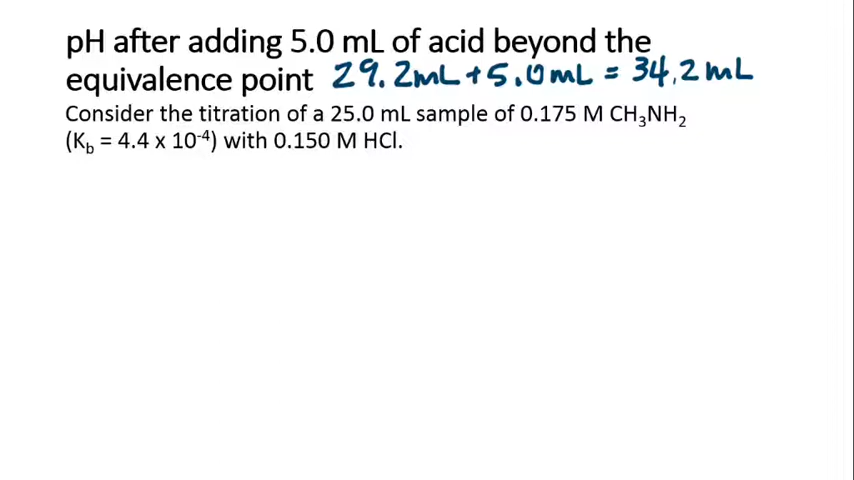 pH after adding 5.0 mL of acid beyond the
equivalence point 29.2mL + 5.0mL = 34.2mL
Consider the titration of a 25.0 mL sample of 0.175 M CH₃NH₂
(K_b = 4.4 x 10⁻⁴) with 0.150 M HCl.